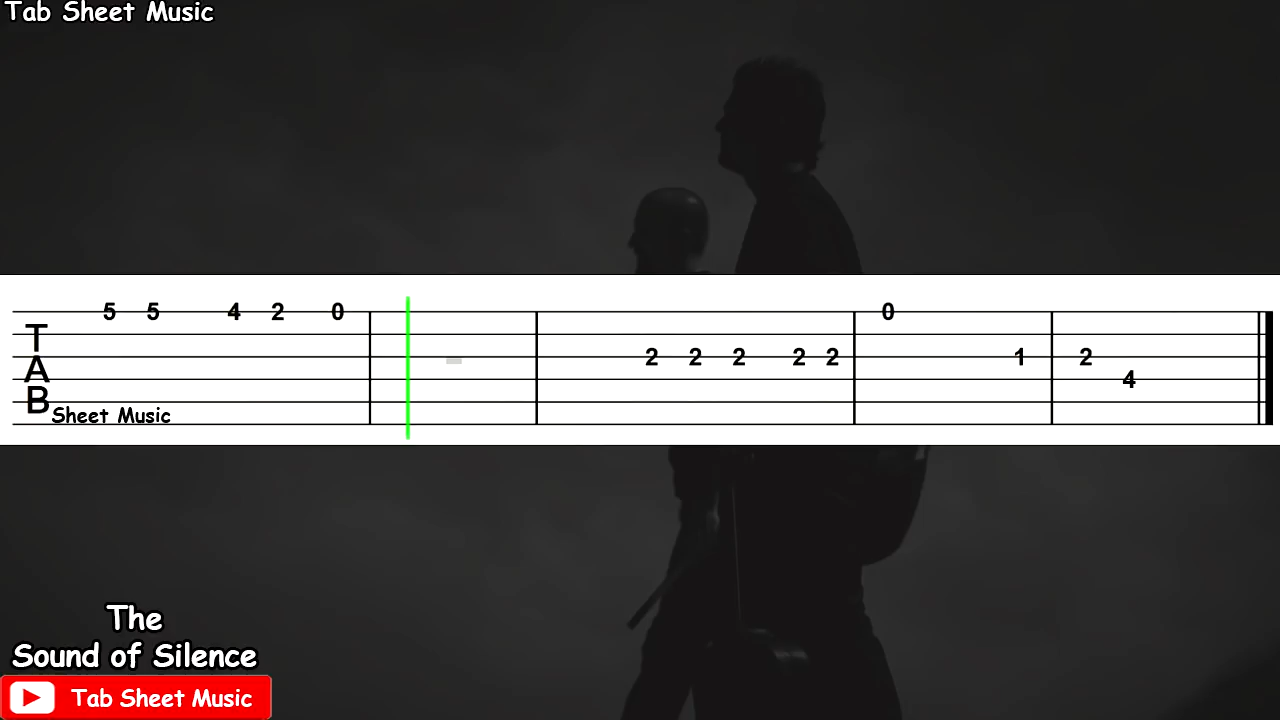 Tab Sheet Music
5 5 4 2 0 0
T
2 2 2 2 2 1 2
A
4
B
Sheet Music
The
Sound of Silence
Tab Sheet Music